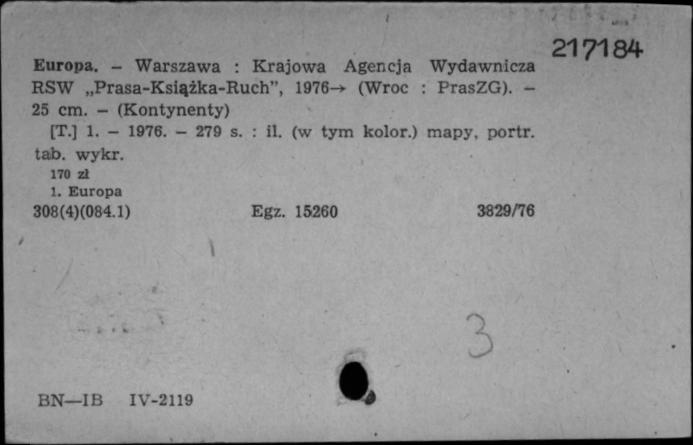 217184
Europa. – Warszawa : Krajowa Agencja Wydawnicza
RSW „Prasa-Książka-Ruch”, 1976→ (Wroc : PrasZG). –
25 cm. – (Kontynenty)
[T.] 1. – 1976. – 279 s. : il. (w tym kolor.) mapy, portr.
tab. wykr.
170 zł
1. Europa
308(4)(084.1) Egz. 15260 3829/76
3
BN—IB IV-2119